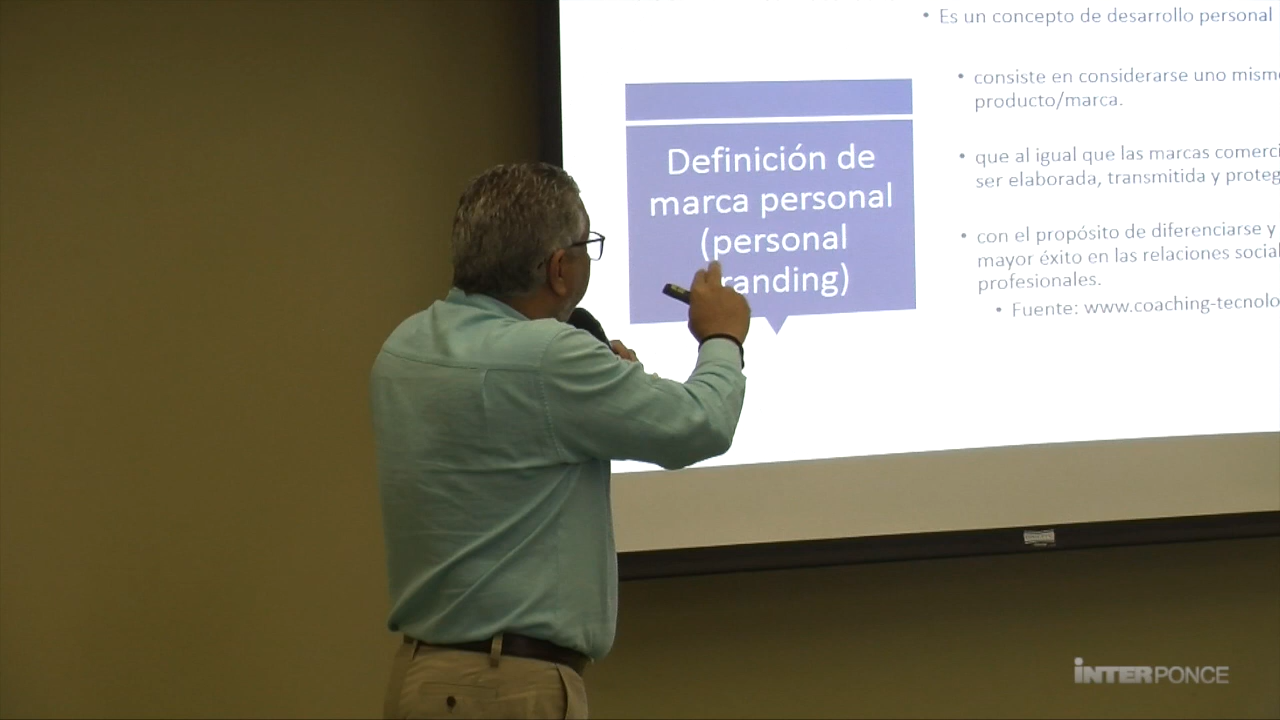 Definición de
marca personal
(personal
randing)
• Es un concepto de desarrollo personal
• consiste en considerarse uno mismo
producto/marca.
• que al igual que las marcas comerci
ser elaborada, transmitida y proteg
• con el propósito de diferenciarse y
mayor éxito en las relaciones social
profesionales.
• Fuente: www.coaching-tecnolo
INTERPONCE